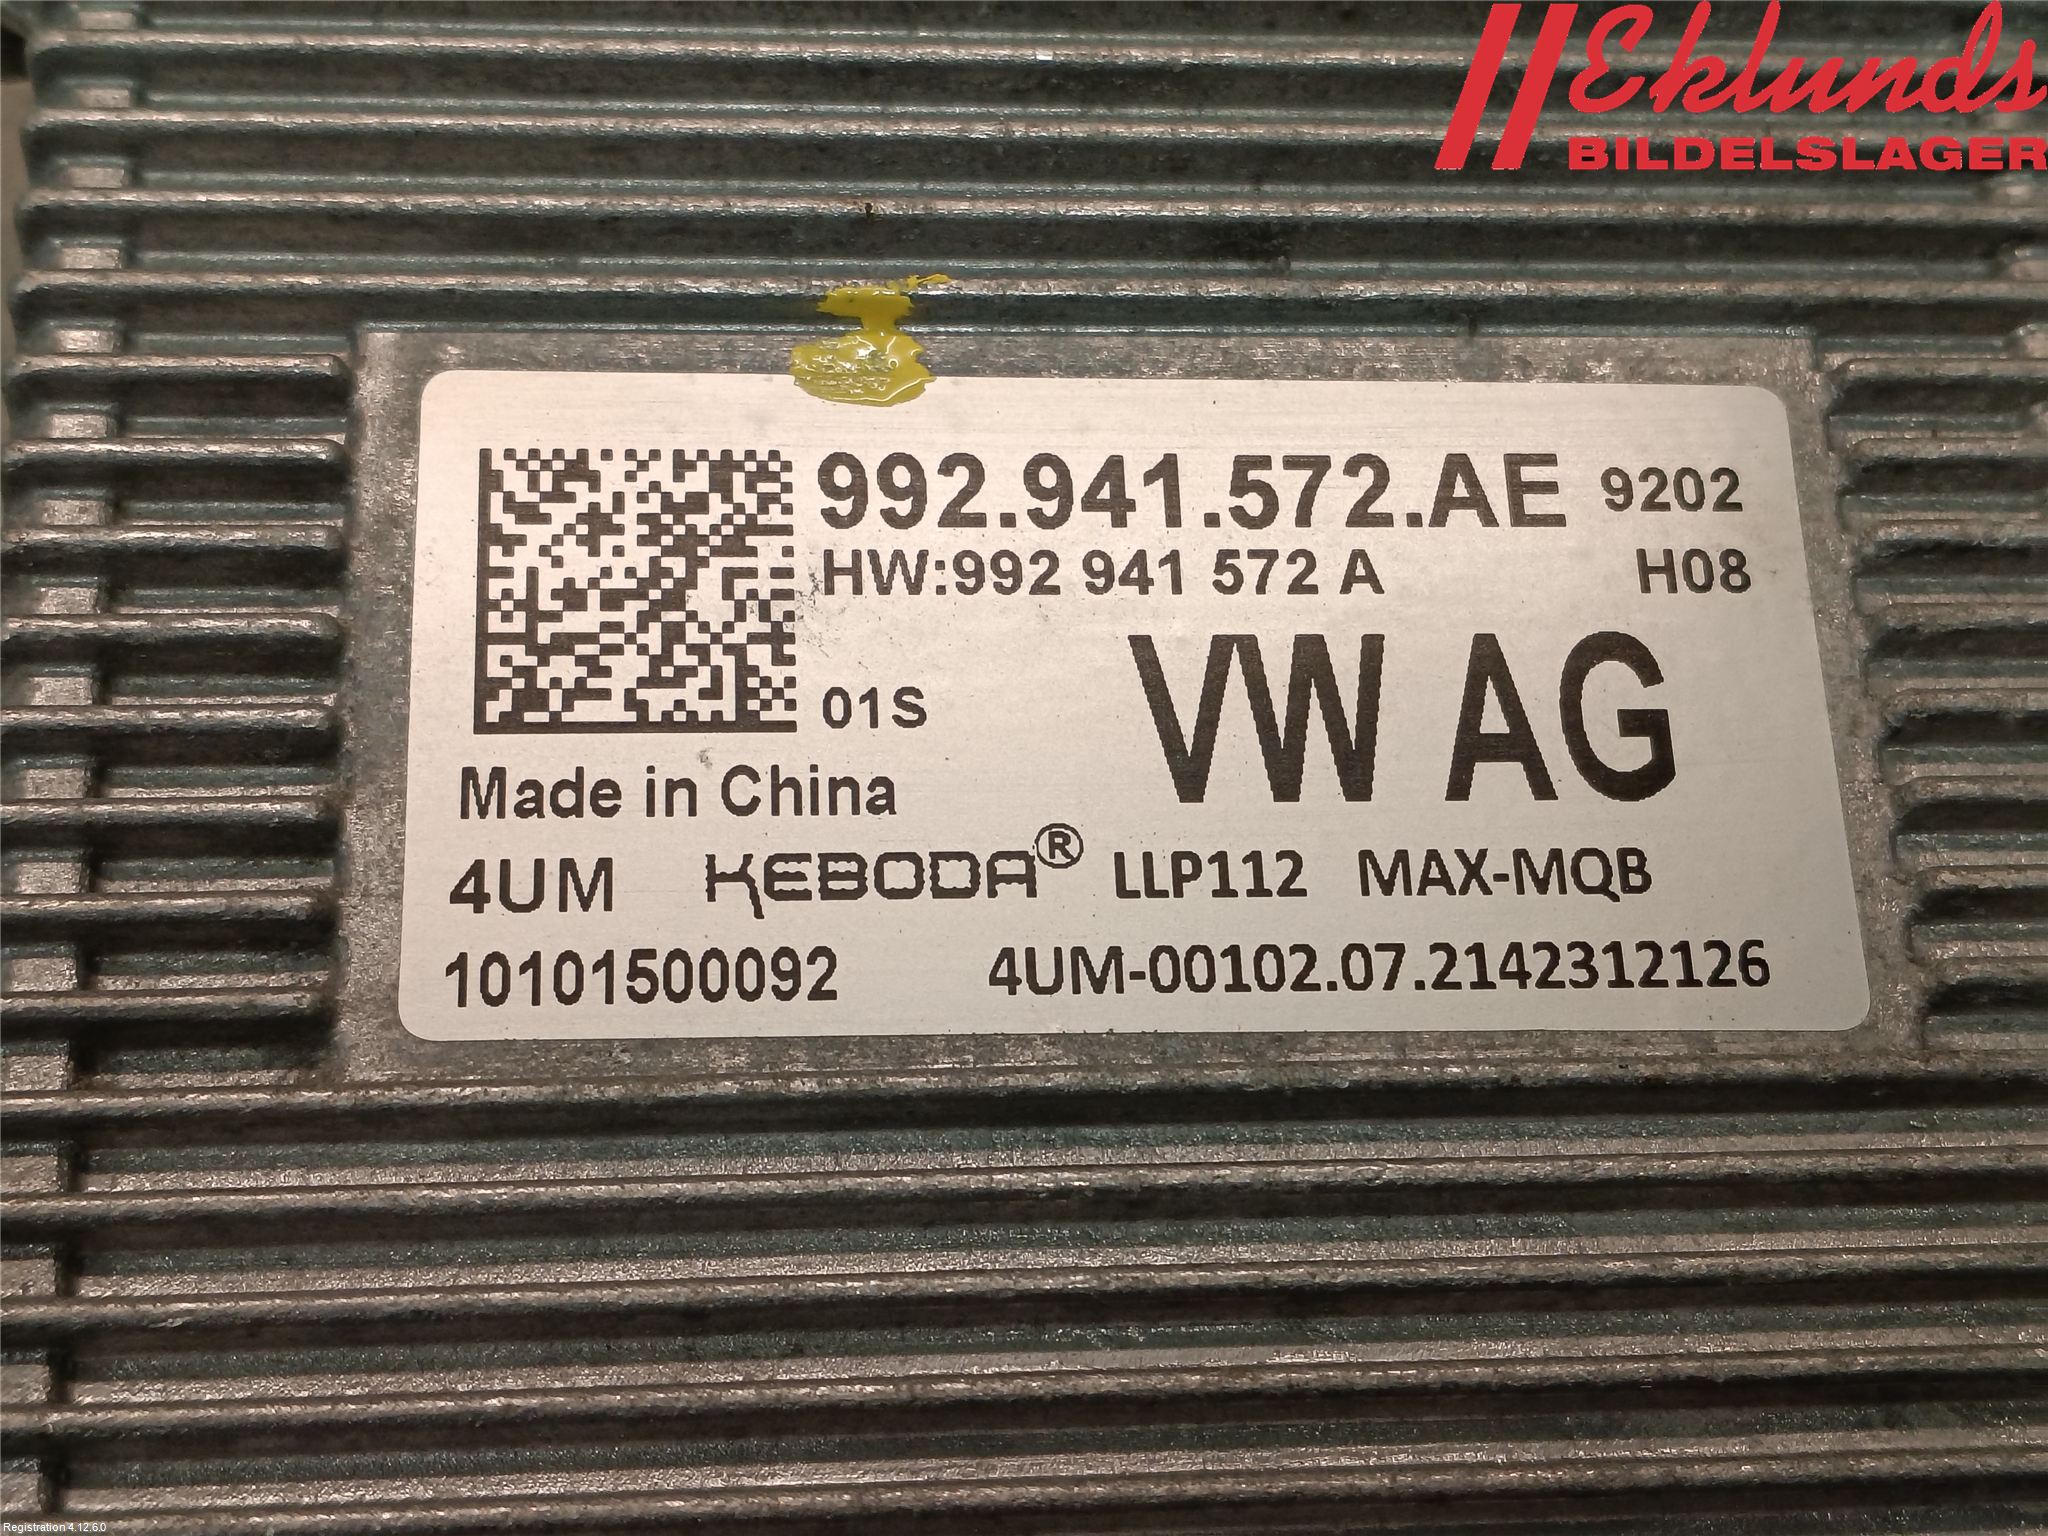 Eklunds
BILDELSLAGER
992.941.572.AE 9202
HW:992 941 572 A H08
VW AG
01S
Made in China
4UM KEBODA® LLP112 MAX-MQB
10101500092 4UM-00102.07.2142312126
Registration 4.12.6.0